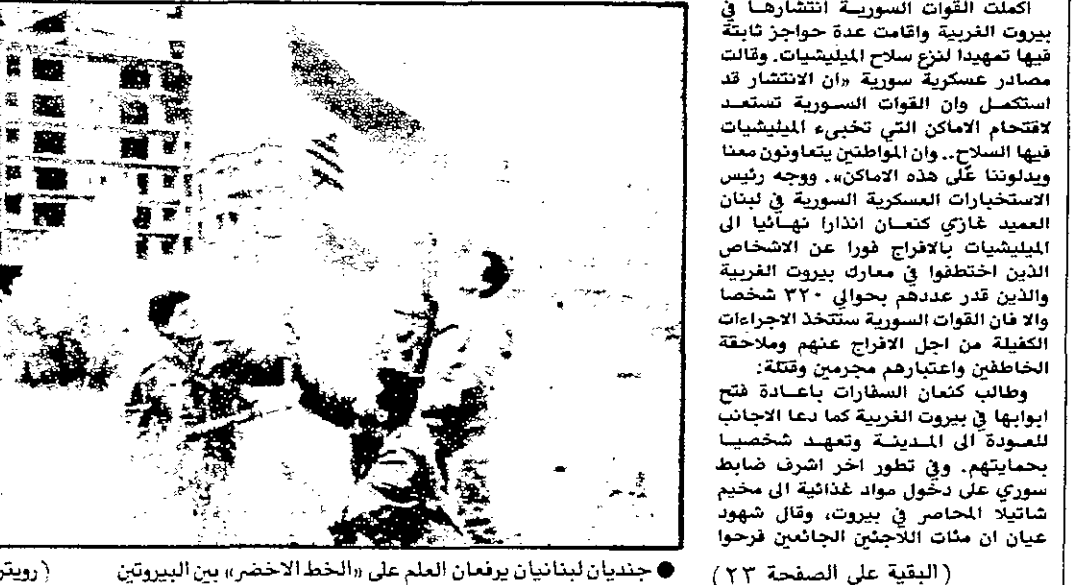 اكملت القوات السورية انتشارها في
بيروت الغربية واقامت عدة حواجز ثابتة
فيها تمهيدا لنزع سلاح الميليشيات. وقالت
مصادر عسكرية سورية «ان الانتشار قد
استكمل وان القوات السورية تستعد
لاقتحام الاماكن التي تخبىء الميليشيات
فيها السلاح.. وان المواطنين يتعاونون معنا
ويدلوننا على هذه الاماكن». ووجه رئيس
الاستخبارات العسكرية السورية في لبنان
العميد غازي كنعان انذارا نهائيا الى
الميليشيات بالافراج فورا عن الاشخاص
الذين اختطفوا في معارك بيروت الغربية
والذين قدر عددهم بحوالي ٣٢٠ شخصا
والا فان القوات السورية ستتخذ الاجراءات
الكفيلة من اجل الافراج عنهم وملاحقة
الخاطفين واعتبارهم مجرمين وقتلة:
وطالب كنعان السفارات باعادة فتح
ابوابها في بيروت الغربية كما دعا الاجانب
للعودة الى المدينة وتعهد شخصيا
بحمايتهم. وفي تطور اخر اشرف ضابط
سوري على دخول مواد غذائية الى مخيم
شاتيلا المحاصر في بيروت، وقال شهود
عيان ان مئات اللاجئين الجائعين فرحوا
(البقية على الصفحة ٢٣)
● جنديان لبنانيان يرفعان العلم على «الخط الاخضر» بين البيروتين
(رويتر